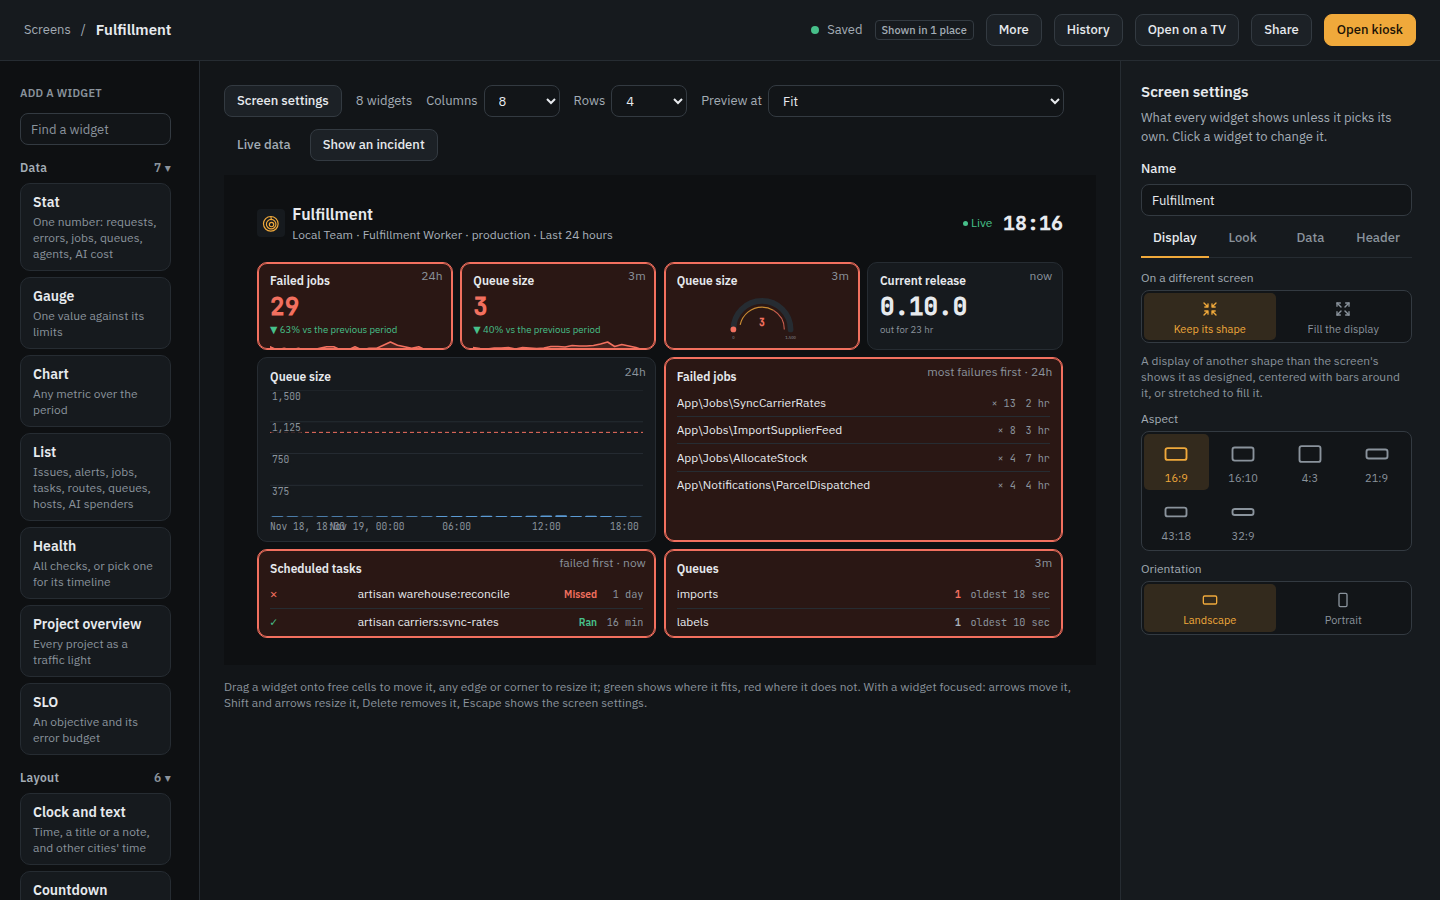 Screens / Fulfillment
Saved
Shown in 1 place
More
History
Open on a TV
Share
Open kiosk
ADD A WIDGET
Find a widget
Data
7 ▾
Stat
One number: requests,
errors, jobs, queues,
agents, AI cost
Gauge
One value against its
limits
Chart
Any metric over the
period
List
Issues, alerts, jobs,
tasks, routes, queues,
hosts, AI spenders
Health
All checks, or pick one
for its timeline
Project overview
Every project as a
traffic light
SLO
An objective and its
error budget
Layout
6 ▾
Clock and text
Time, a title or a note,
and other cities' time
Countdown
Screen settings
8 widgets
Columns
8
Rows
4
Preview at
Fit
Live data
Show an incident
Fulfillment
Local Team · Fulfillment Worker · production · Last 24 hours
Live
18:16
Failed jobs
24h
29
▼ 63% vs the previous period
Queue size
3m
3
▼ 40% vs the previous period
Queue size
3m
3
Current release
now
0.10.0
out for 23 hr
Queue size
24h
1,500
1,125
750
375
Nov 18, 18:00
Nov 19, 00:00
06:00
12:00
18:00
Failed jobs
most failures first · 24h
App\Jobs\SyncCarrierRates × 13 2 hr
App\Jobs\ImportSupplierFeed × 8 3 hr
App\Jobs\AllocateStock × 4 7 hr
App\Notifications\ParcelDispatched × 4 4 hr
Scheduled tasks
failed first · now
✕ artisan warehouse:reconcile Missed 1 day
✓ artisan carriers:sync-rates Ran 16 min
Queues
3m
imports 1 oldest 18 sec
labels 1 oldest 10 sec
Drag a widget onto free cells to move it, any edge or corner to resize it; green shows where it fits, red where it does not. With a widget focused: arrows move it,
Shift and arrows resize it, Delete removes it, Escape shows the screen settings.
Screen settings
What every widget shows unless it picks its
own. Click a widget to change it.
Name
Fulfillment
Display
Look
Data
Header
On a different screen
Keep its shape
Fill the display
A display of another shape than the screen's
shows it as designed, centered with bars around
it, or stretched to fill it.
Aspect
16:9
16:10
4:3
21:9
43:18
32:9
Orientation
Landscape
Portrait